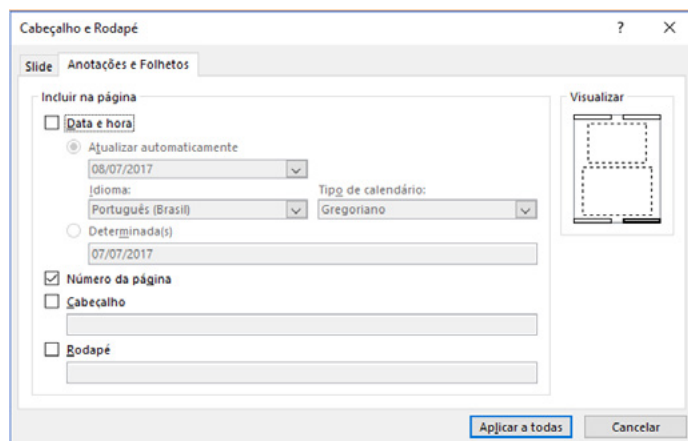 Cabeçalho e Rodapé ? X
Slide Anotações e Folhetos
Incluir na página Visualizar
Data e hora
Atualizar automaticamente
08/07/2017
Idioma: Tipo de calendário:
Português (Brasil) Gregoriano
Determinada(s)
07/07/2017
Número da página
Cabeçalho
Rodapé
Aplicar a todas Cancelar